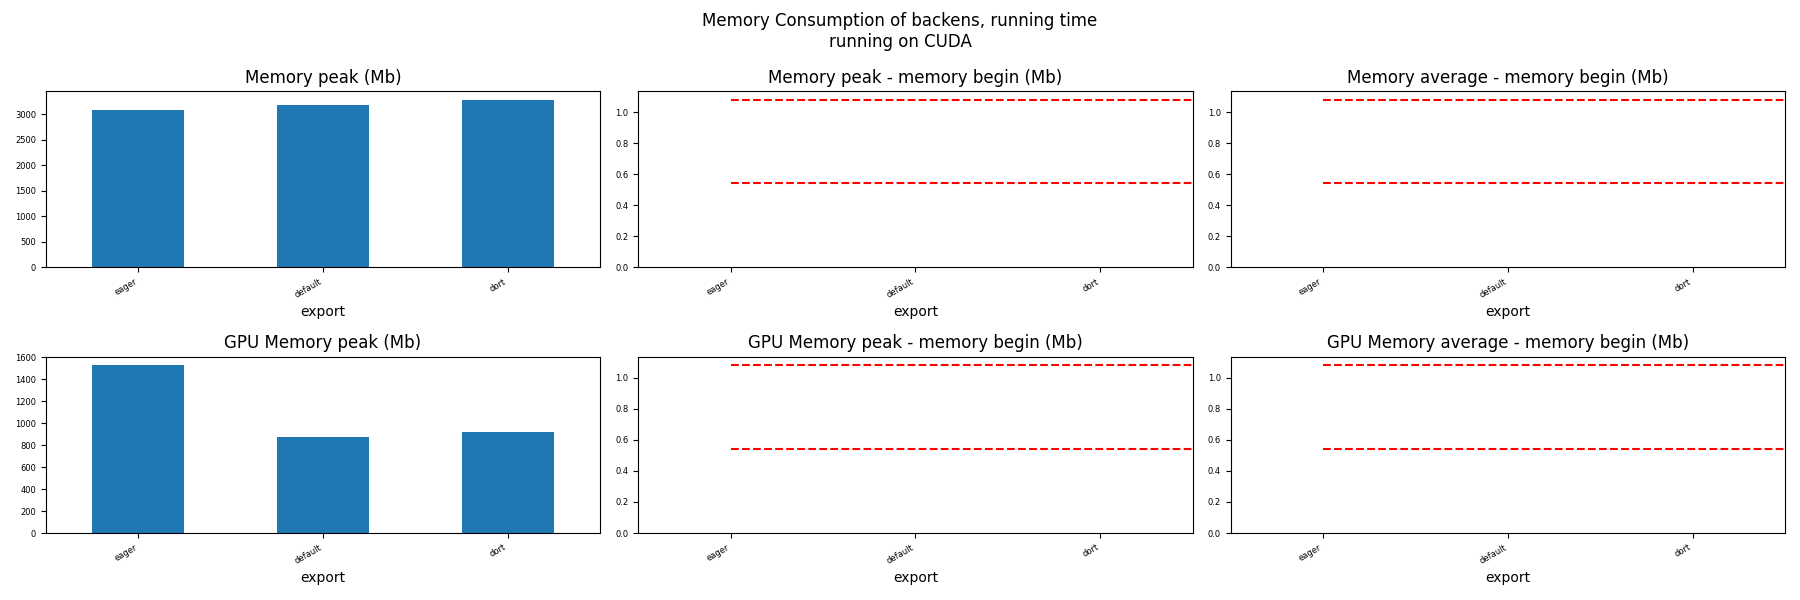 Memory Consumption of backens, running time
running on CUDA
Memory peak (Mb)
3000
2500
2000
1500
1000
500
0
eager
default
dort
export
Memory peak - memory begin (Mb)
1.0
0.8
0.6
0.4
0.2
0.0
eager
default
dort
export
Memory average - memory begin (Mb)
1.0
0.8
0.6
0.4
0.2
0.0
eager
default
dort
export
GPU Memory peak (Mb)
1600
1400
1200
1000
800
600
400
200
0
eager
default
dort
export
GPU Memory peak - memory begin (Mb)
1.0
0.8
0.6
0.4
0.2
0.0
eager
default
dort
export
GPU Memory average - memory begin (Mb)
1.0
0.8
0.6
0.4
0.2
0.0
eager
default
dort
export